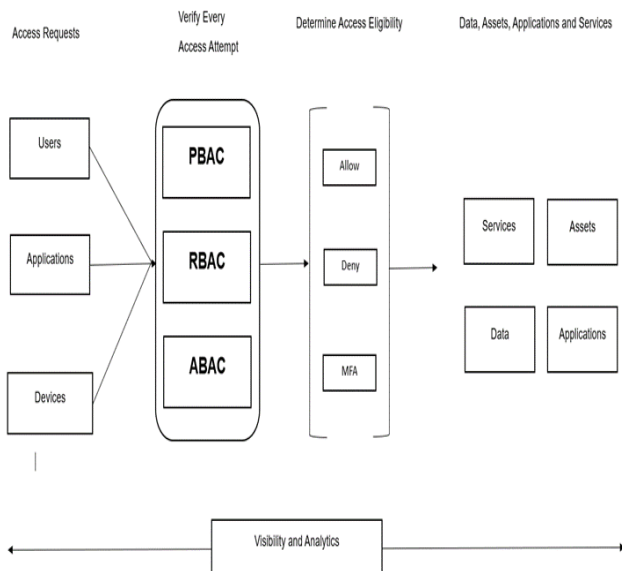 Access Requests
Verify Every
Access Attempt
Determine Access Eligibility
Data, Assets, Applications and Services
Users
Applications
Devices
PBAC
RBAC
ABAC
Allow
Deny
MFA
Services
Assets
Data
Applications
Visibility and Analytics